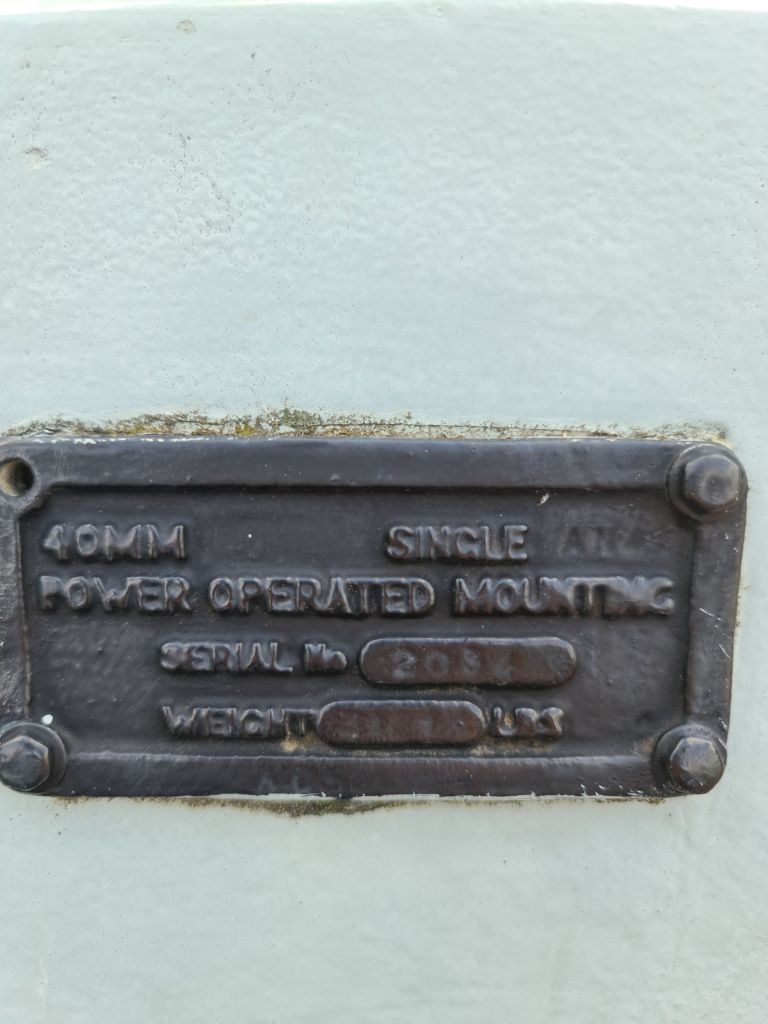 40MM SINGLE
POWER OPERATED MOUNTING
SERIAL No
WEIGHT LBS